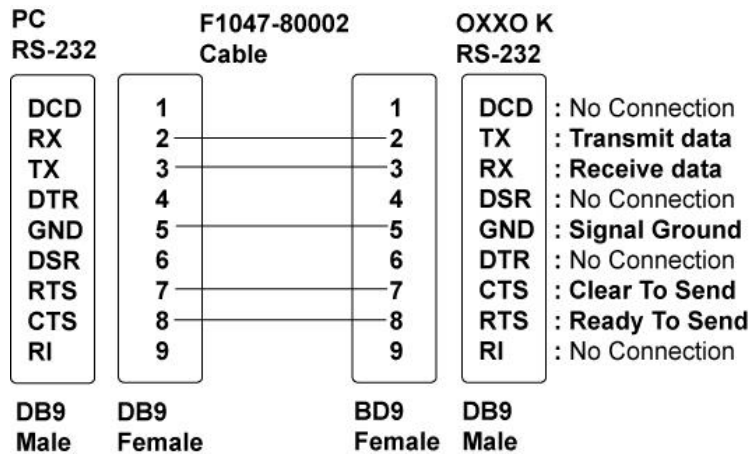 PC F1047-80002 OXXO K
RS-232 Cable RS-232
DCD 1 1 DCD : No Connection
RX 2 2 TX : Transmit data
TX 3 3 RX : Receive data
DTR 4 4 DSR : No Connection
GND 5 5 GND : Signal Ground
DSR 6 6 DTR : No Connection
RTS 7 7 CTS : Clear To Send
CTS 8 8 RTS : Ready To Send
RI 9 9 RI : No Connection
DB9 DB9 BD9 DB9
Male Female Female Male